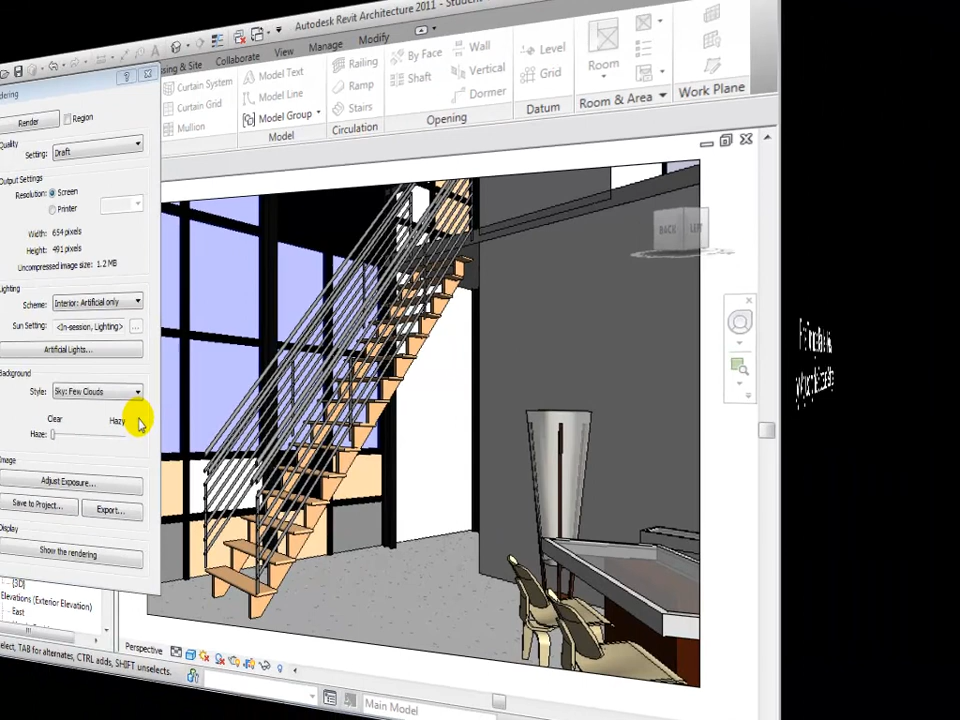 Autodesk Revit Architecture 2011 -
Collaborate View Manage Modify
Render Region
Quality
Setting: Draft
Output Settings
Resolution: Screen
Printer
Width: 654 pixels
Height: 491 pixels
Uncompressed image size: 1.2 MB
Lighting
Scheme: Interior: Artificial only
Sun Setting: <In-session, Lighting> ...
Artificial Lights...
Background
Style: Sky: Few Clouds
Clear Hazy
Haze:
Image
Adjust Exposure...
Save to Project... Export...
Display
Show the rendering
Curtain System
Curtain Grid
Mullion
Model Text
Model Line
Model Group
Model
Railing
Ramp
Stairs
Circulation
By Face
Shaft
Wall
Vertical
Dormer
Opening
Level
Grid
Datum
Room
Room & Area
Work Plane
BACK LEFT
{3D}
Elevations (Exterior Elevation)
East
Perspective
TAB for alternates, CTRL adds, SHIFT unselects.
Main Model